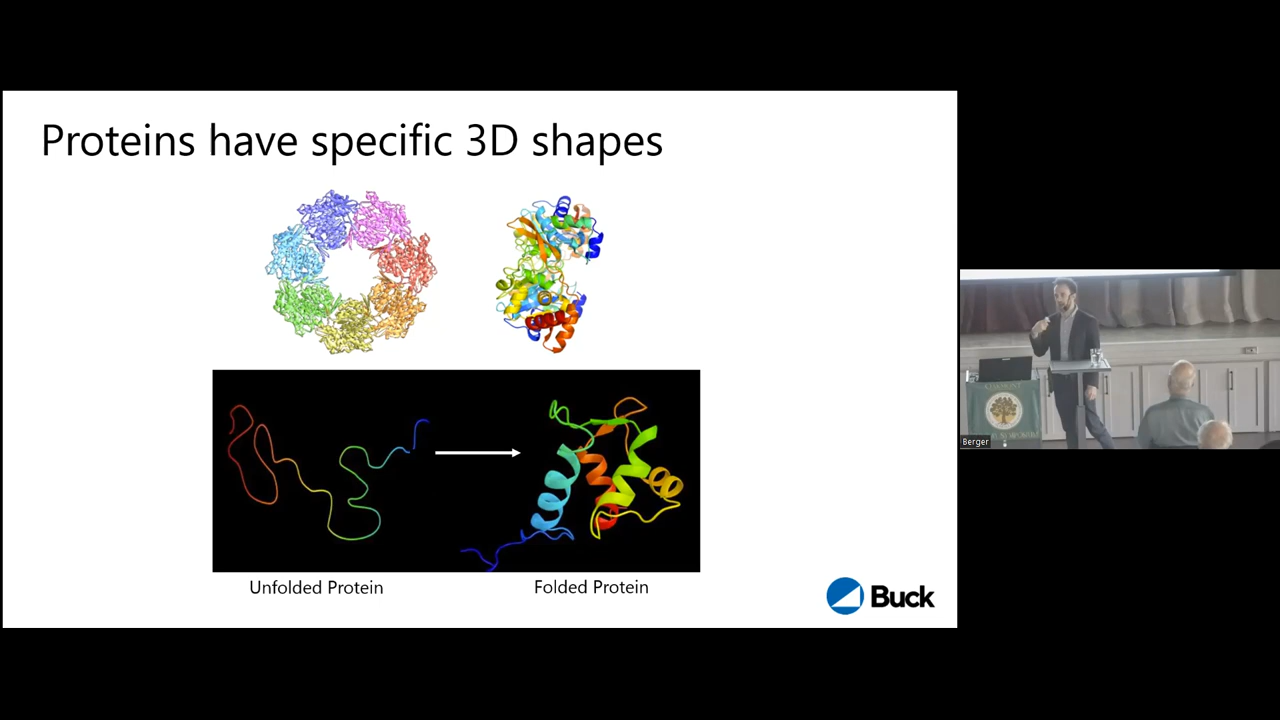 Proteins have specific 3D shapes
Unfolded Protein
Folded Protein
Buck
Berger